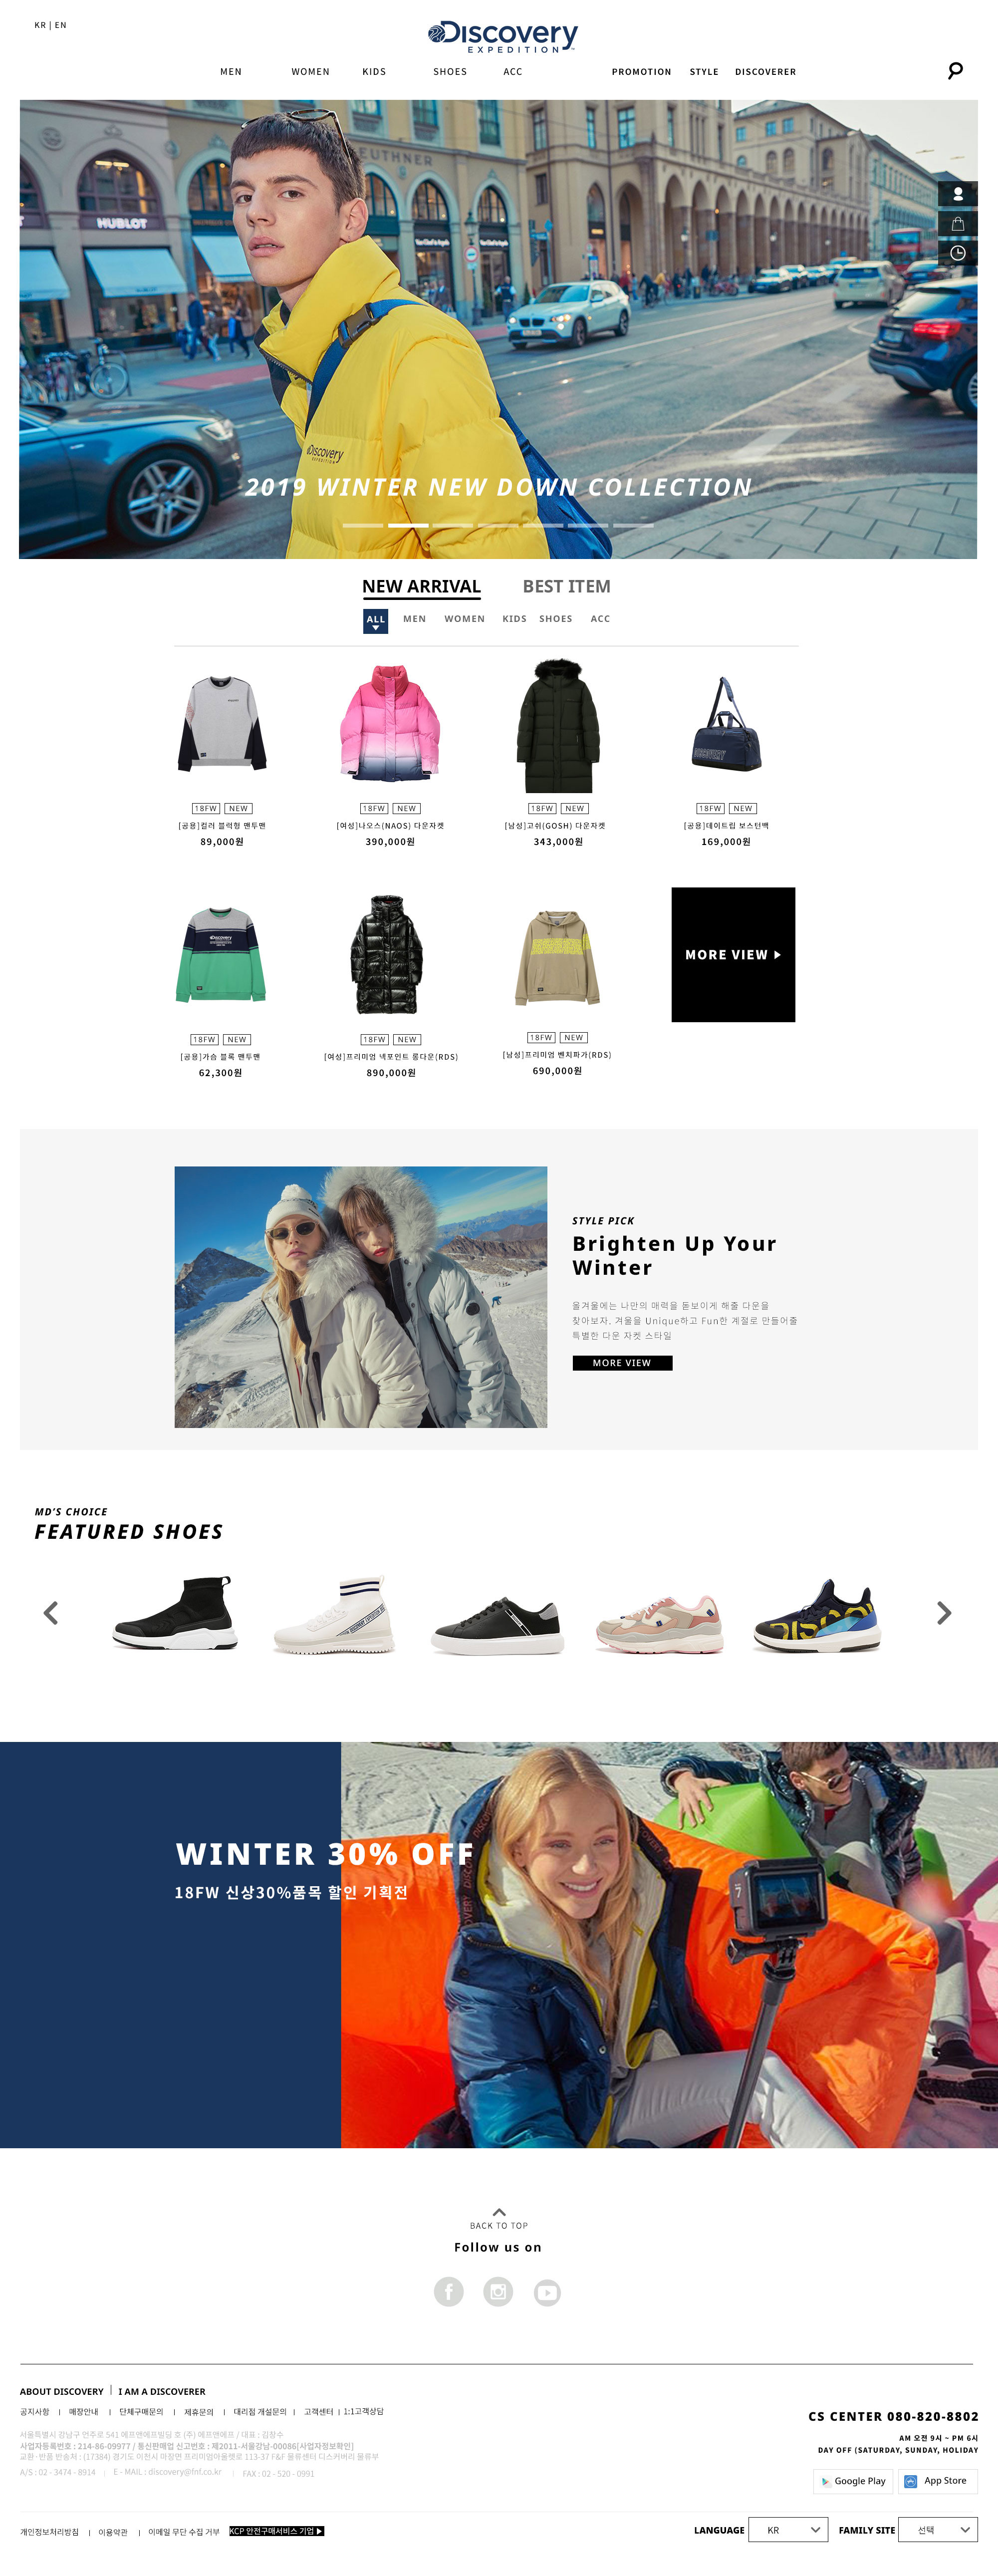 KR | EN
Discovery
EXPEDITION
MEN WOMEN KIDS SHOES ACC PROMOTION STYLE DISCOVERER
HUBLOT
Discovery
EXPEDITION
2019 WINTER NEW DOWN COLLECTION
NEW ARRIVAL BEST ITEM
ALL MEN WOMEN KIDS SHOES ACC
18FW NEW 18FW NEW 18FW NEW 18FW NEW
[공용]컬러 블럭형 맨투맨 [여성]나오스(NAOS) 다운자켓 [남성]고쉬(GOSH) 다운자켓 [공용]데이트립 보스턴백
89,000원 390,000원 343,000원 169,000원
MORE VIEW ▶
18FW NEW 18FW NEW 18FW NEW
[공용]가슴 블록 맨투맨 [여성]프리미엄 넥포인트 롱다운(RDS) [남성]프리미엄 벤치파카(RDS)
62,300원 890,000원 690,000원
STYLE PICK
Brighten Up Your
Winter
올겨울에는 나만의 매력을 돋보이게 해줄 다운을
찾아보자. 겨울을 Unique하고 Fun한 계절로 만들어줄
특별한 다운 자켓 스타일
MORE VIEW
MD'S CHOICE
FEATURED SHOES
WINTER 30% OFF
18FW 신상30%품목 할인 기획전
BACK TO TOP
Follow us on
ABOUT DISCOVERY | I AM A DISCOVERER
공지사항 | 매장안내 | 단체구매문의 | 제휴문의 | 대리점 개설문의 | 고객센터 | 1:1고객상담
서울특별시 강남구 언주로 541 에프앤에프빌딩 호 (주) 에프앤에프 / 대표 : 김창수
사업자등록번호 : 214-86-09977 / 통신판매업 신고번호 : 제2011-서울강남-00086[사업자정보확인]
교환·반품 반송처 : (17384) 경기도 이천시 마장면 프리미엄아울렛로 113-37 F&F 물류센터 디스커버리 물류부
A/S : 02 - 3474 - 8914 | E - MAIL : discovery@fnf.co.kr | FAX : 02 - 520 - 0991
CS CENTER 080-820-8802
AM 오전 9시 ~ PM 6시
DAY OFF (SATURDAY, SUNDAY, HOLIDAY
Google Play App Store
개인정보처리방침 | 이용약관 | 이메일 무단 수집 거부 KCP 안전구매서비스 기업 ▶
LANGUAGE KR FAMILY SITE 선택